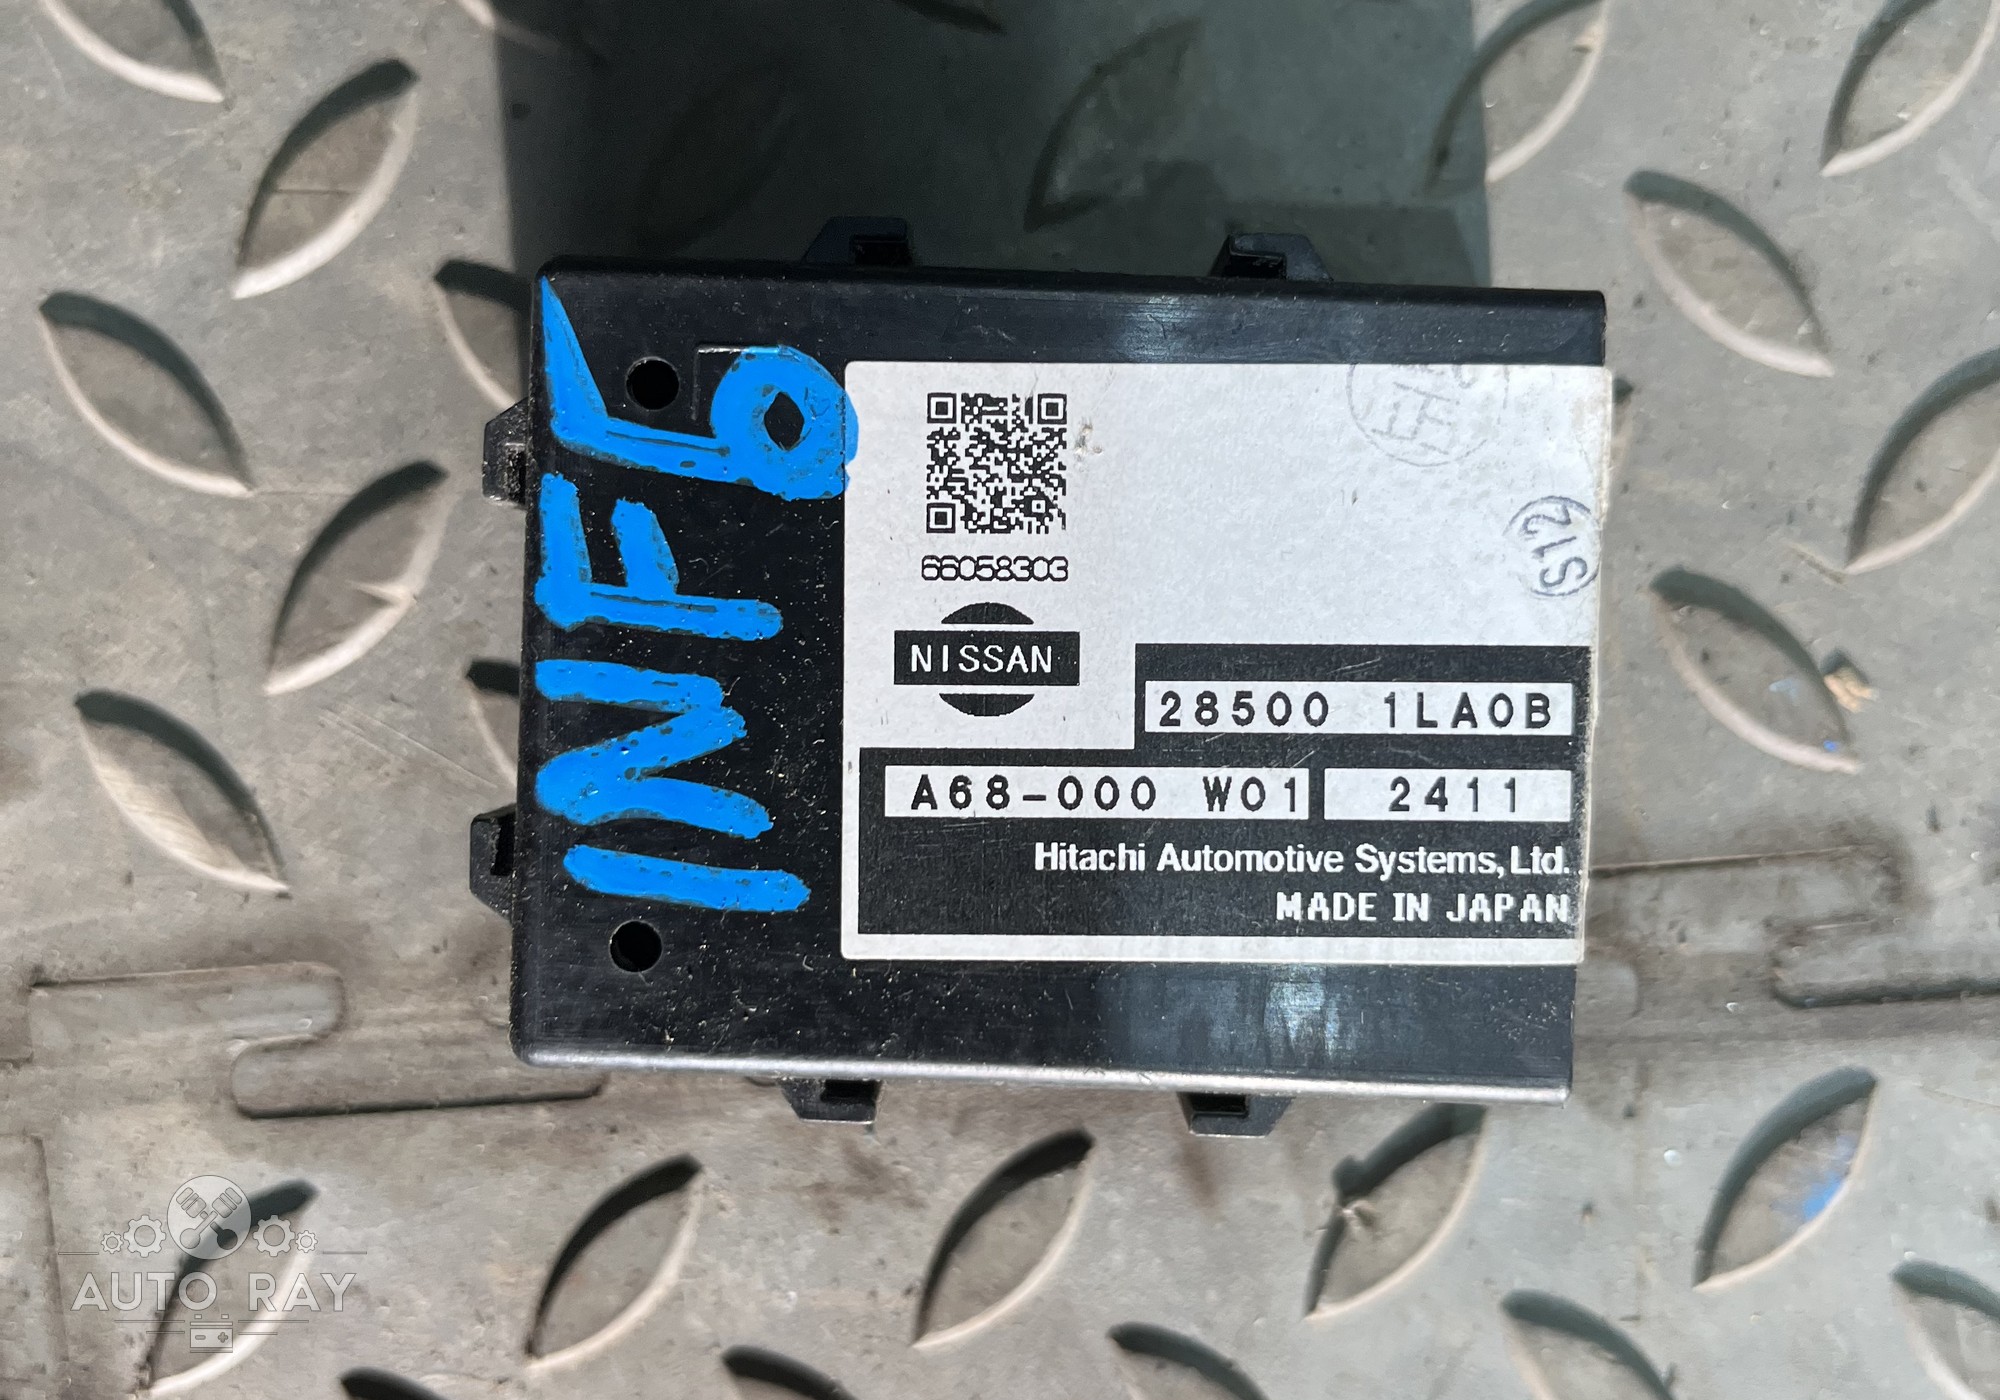 INF6
66058303
NISSAN
28500 1LA0B
A68-000 W01 2411
Hitachi Automotive Systems, Ltd.
MADE IN JAPAN
S12
AUTO RAY